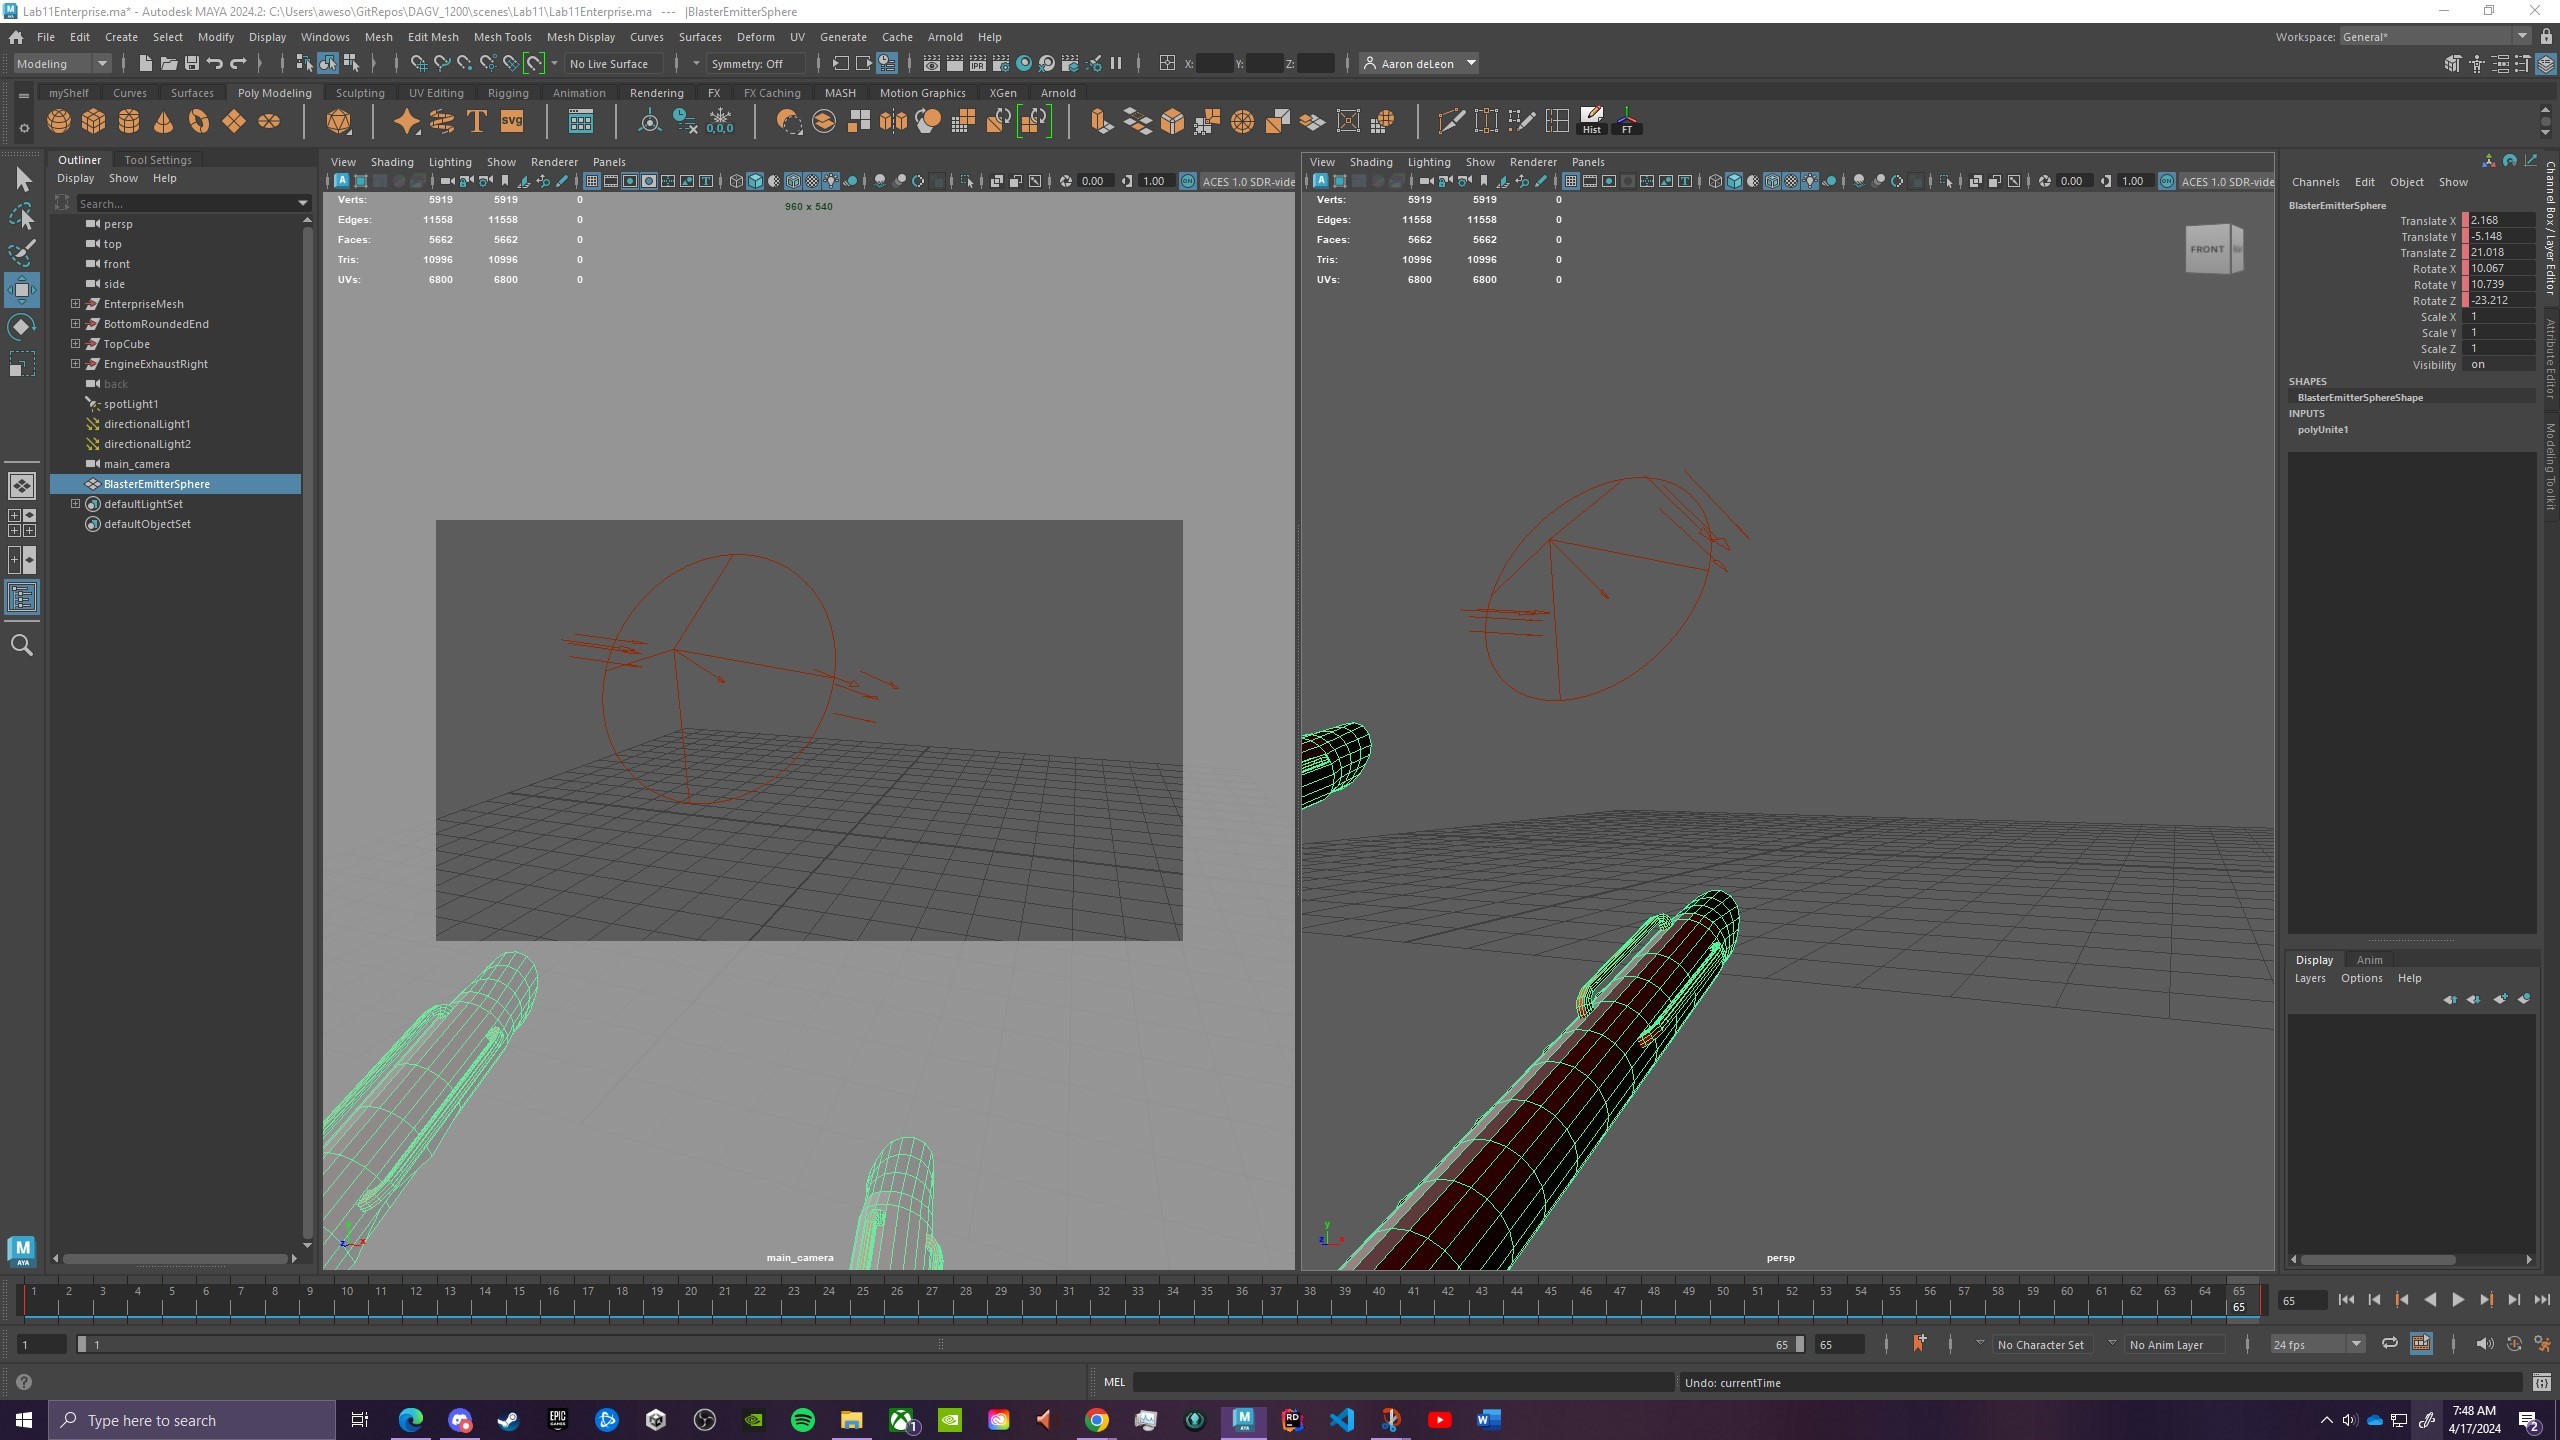 Lab11Enterprise.ma* - Autodesk MAYA 2024.2: C:\Users\aweso\GitRepos\DAGV_1200\scenes\Lab11\Lab11Enterprise.ma --- |BlasterEmitterSphere
File Edit Create Select Modify Display Windows Mesh Edit Mesh Mesh Tools Mesh Display Curves Surfaces Deform UV Generate Cache Arnold Help
Workspace: General*
Modeling No Live Surface Symmetry: Off IPR X: Y: Z: Aaron deLeon
myShelf Curves Surfaces Poly Modeling Sculpting UV Editing Rigging Animation Rendering FX FX Caching MASH Motion Graphics XGen Arnold
T SVG 0,0,0 Hist FT
Outliner Tool Settings
Display Show Help
Search...
persp
top
front
side
EnterpriseMesh
BottomRoundedEnd
TopCube
EngineExhaustRight
back
spotLight1
directionalLight1
directionalLight2
main_camera
BlasterEmitterSphere
defaultLightSet
defaultObjectSet
View Shading Lighting Show Renderer Panels
0.00 1.00 ACES 1.0 SDR-vide
Verts: 5919 5919 0
Edges: 11558 11558 0
Faces: 5662 5662 0
Tris: 10996 10996 0
UVs: 6800 6800 0
960 x 540
y
z x
main_camera
View Shading Lighting Show Renderer Panels
0.00 1.00 ACES 1.0 SDR-vide
Verts: 5919 5919 0
Edges: 11558 11558 0
Faces: 5662 5662 0
Tris: 10996 10996 0
UVs: 6800 6800 0
FRONT
y
z x
persp
Channels Edit Object Show
BlasterEmitterSphere
Translate X 2.168
Translate Y -5.148
Translate Z 21.018
Rotate X 10.067
Rotate Y 10.739
Rotate Z -23.212
Scale X 1
Scale Y 1
Scale Z 1
Visibility on
SHAPES
BlasterEmitterSphereShape
INPUTS
polyUnite1
Channel Box / Layer Editor
Attribute Editor
Modeling Toolkit
Display Anim
Layers Options Help
M
AYA
1 2 3 4 5 6 7 8 9 10 11 12 13 14 15 16 17 18 19 20 21 22 23 24 25 26 27 28 29 30 31 32 33 34 35 36 37 38 39 40 41 42 43 44 45 46 47 48 49 50 51 52 53 54 55 56 57 58 59 60 61 62 63 64 65
65
65
1 1 65 65 No Character Set No Anim Layer 24 fps
MEL Undo: currentTime
Type here to search
7:48 AM
4/17/2024
2